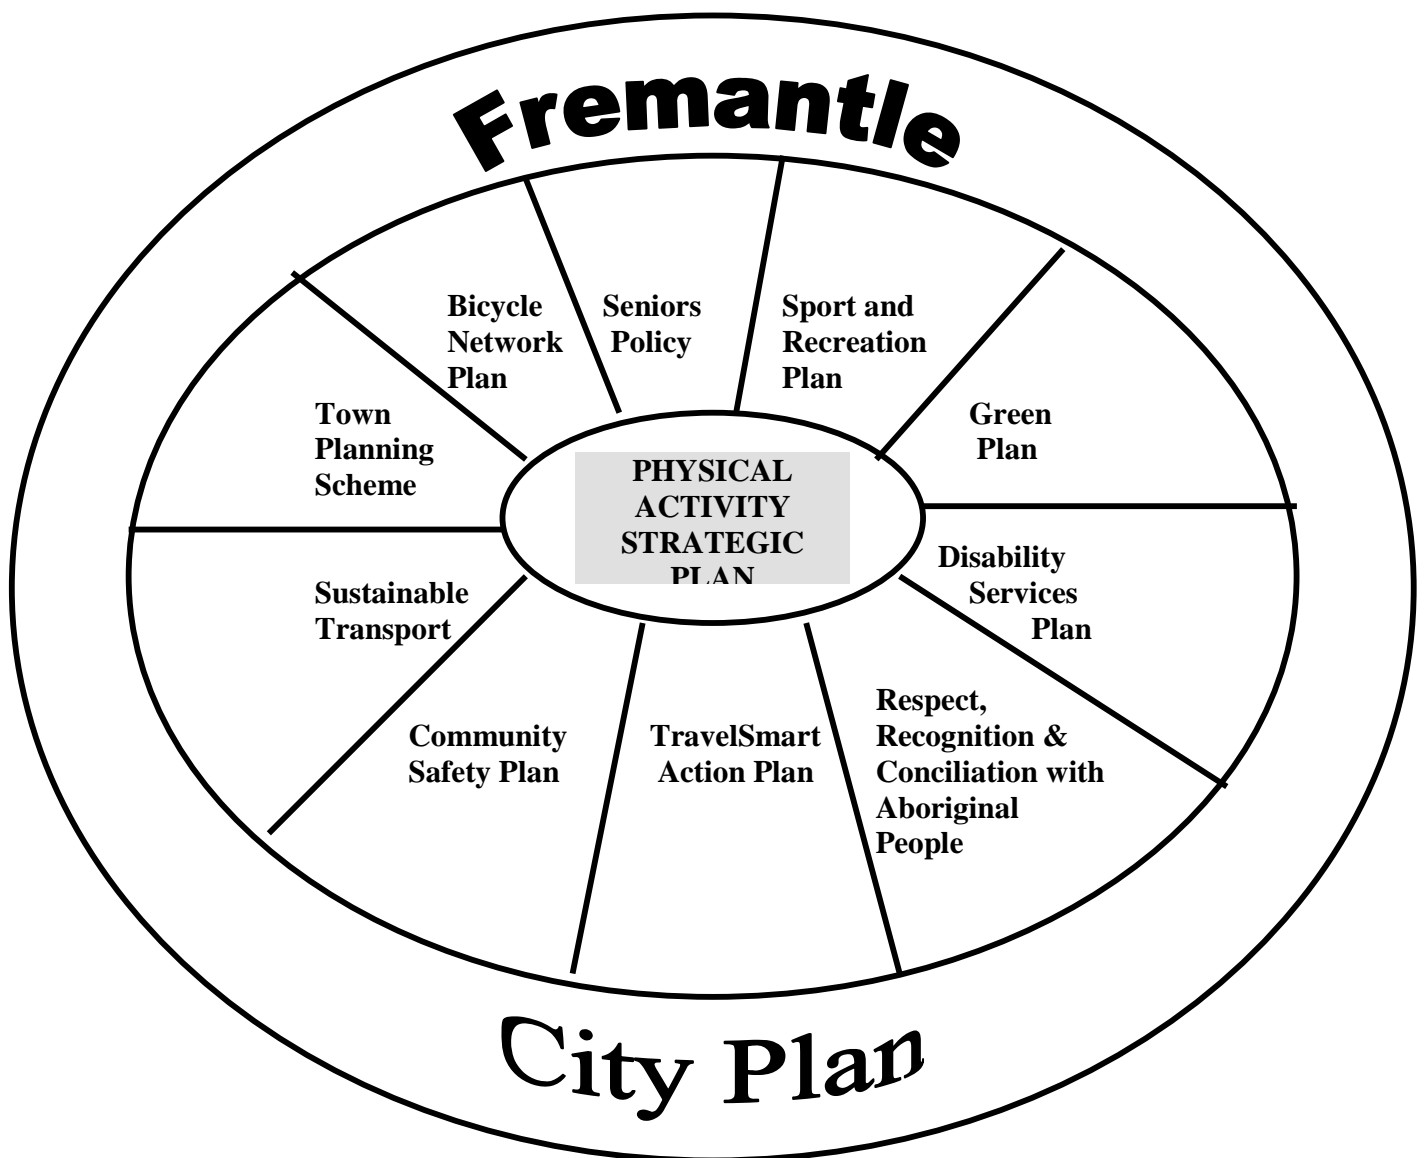 Fremantle
Bicycle
Network
Plan
Seniors
Policy
Sport and
Recreation
Plan
Town
Planning
Scheme
Green
Plan
PHYSICAL
ACTIVITY
STRATEGIC
PLAN
Disability
Services
Plan
Sustainable
Transport
Community
Safety Plan
TravelSmart
Action Plan
Respect,
Recognition &
Conciliation with
Aboriginal
People
City Plan